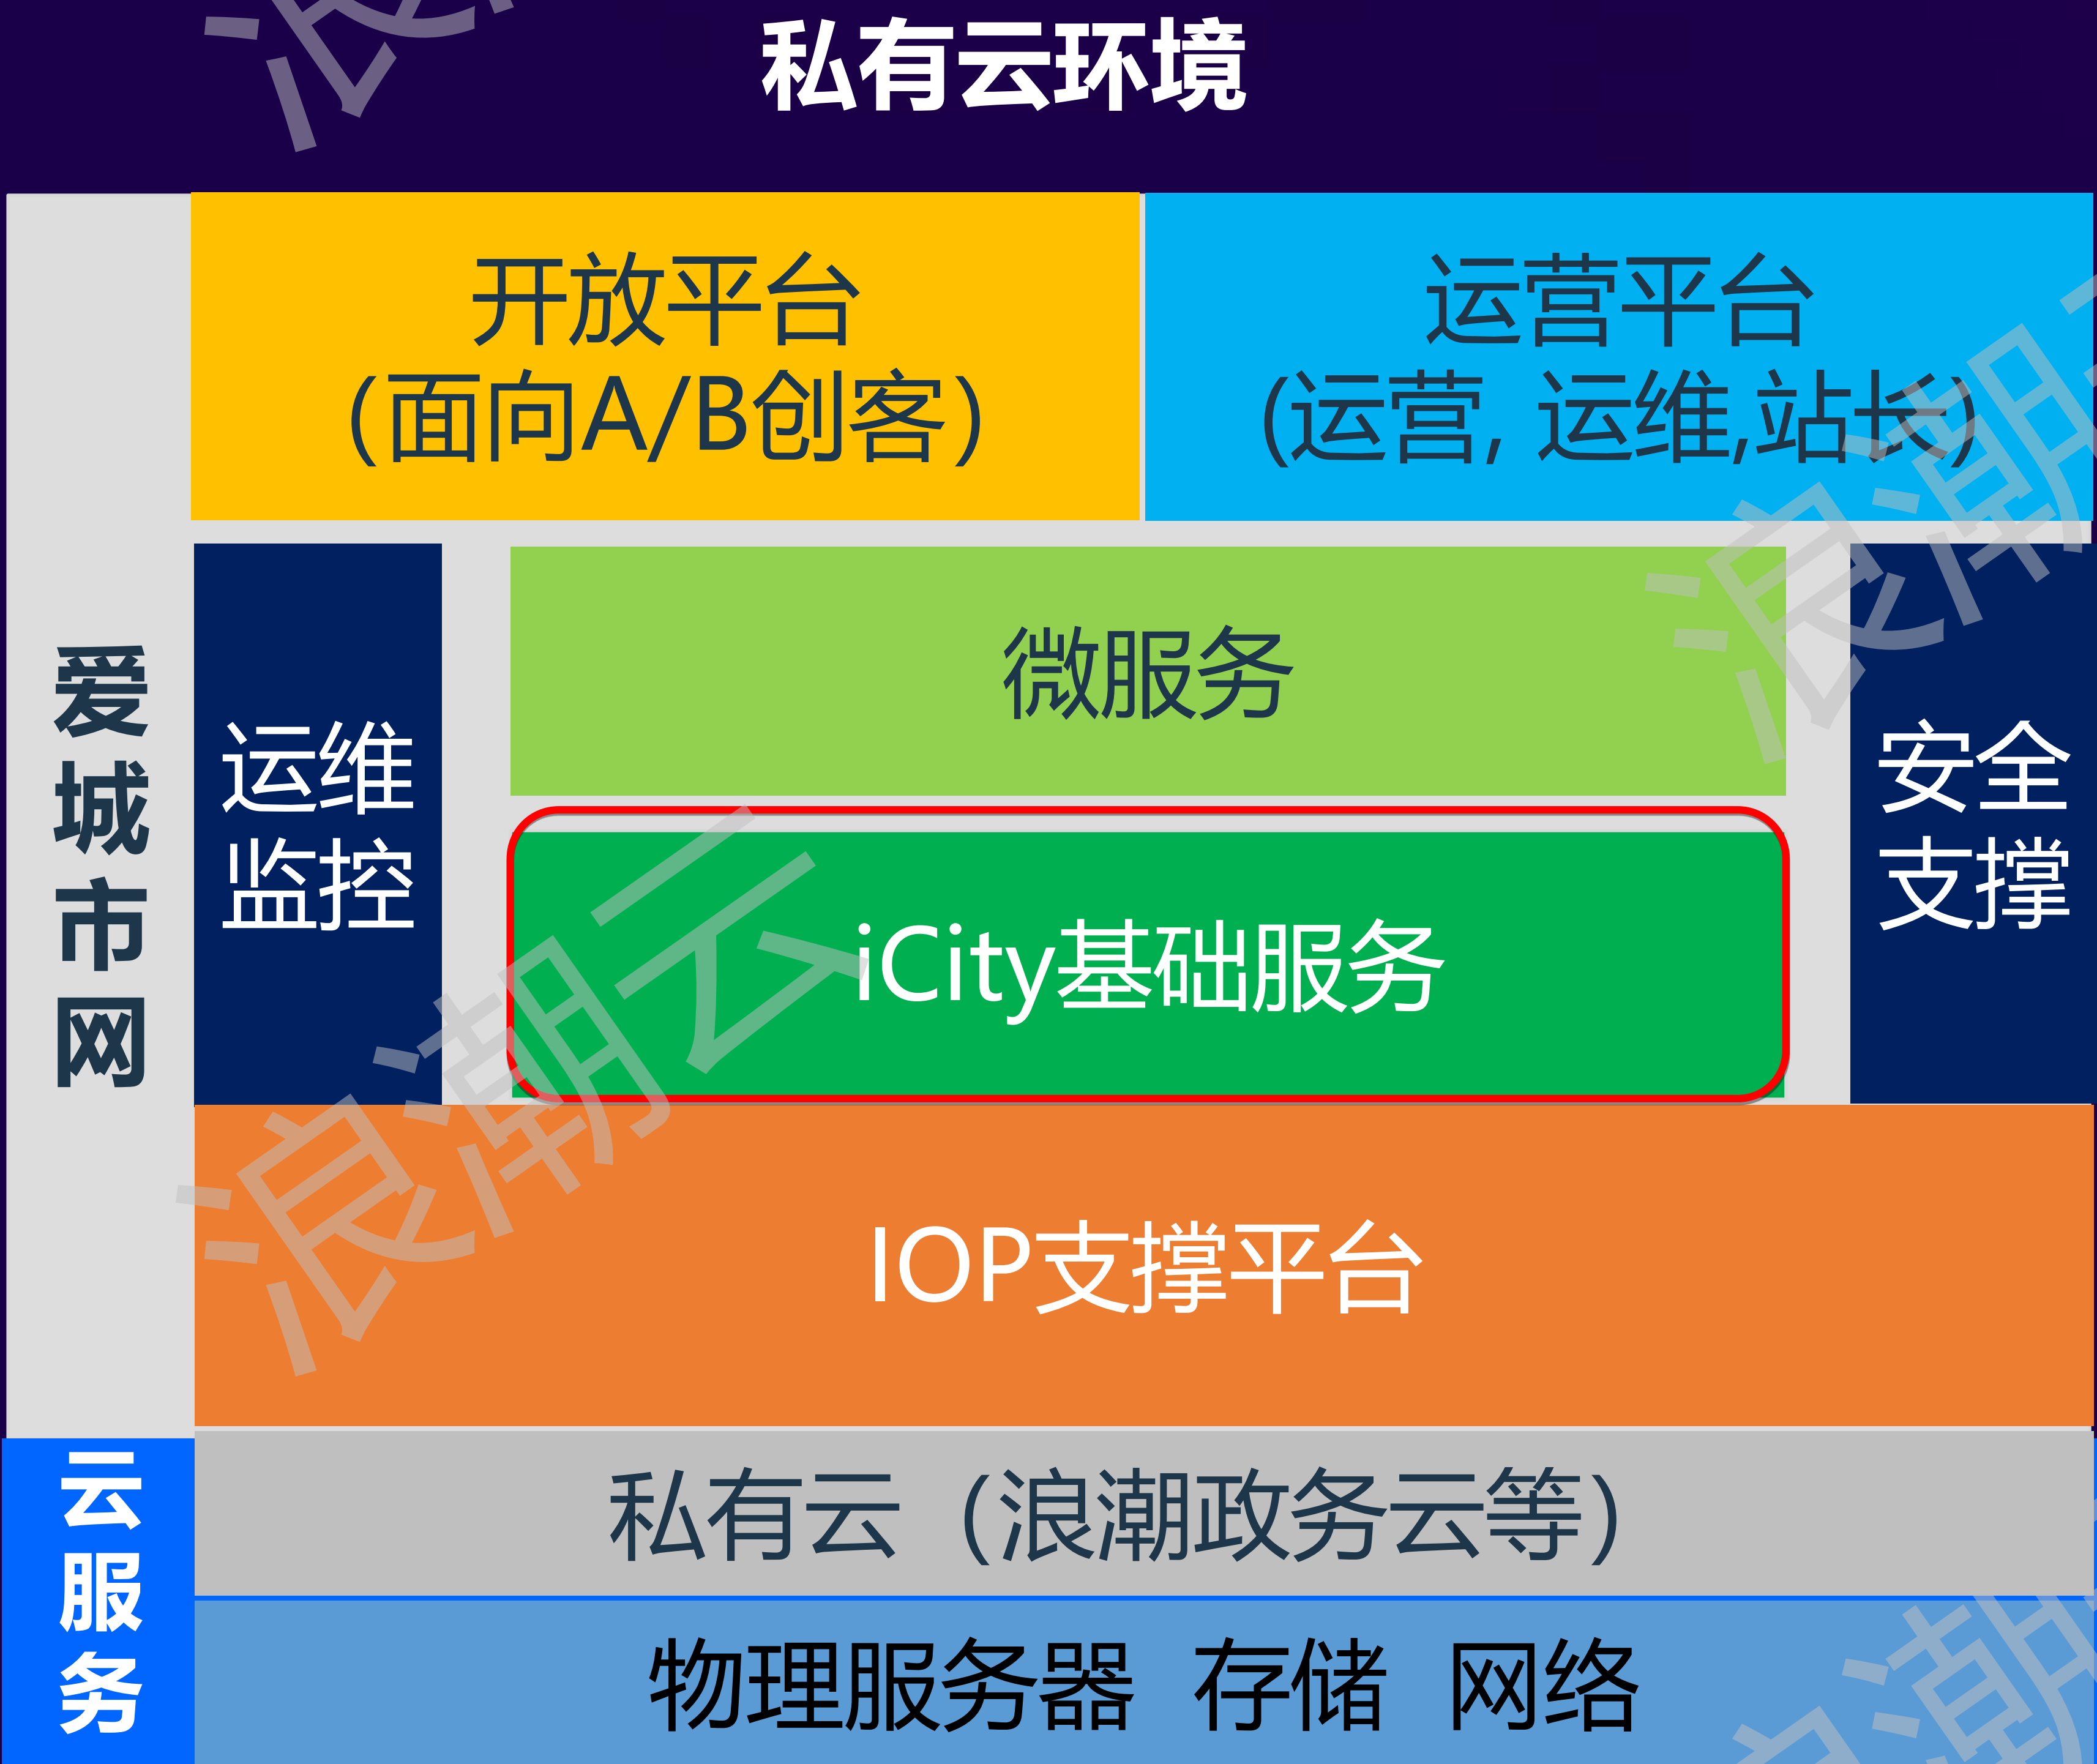 私有云环境
开放平台
（面向A/B创客）
运营平台
(运营, 运维,站长)
爱城市网
运维
监控
微服务
iCity基础服务
安全
支撑
IOP支撑平台
云服务
私有云（浪潮政务云等）
物理服务器 存储 网络
浪潮云
浪潮